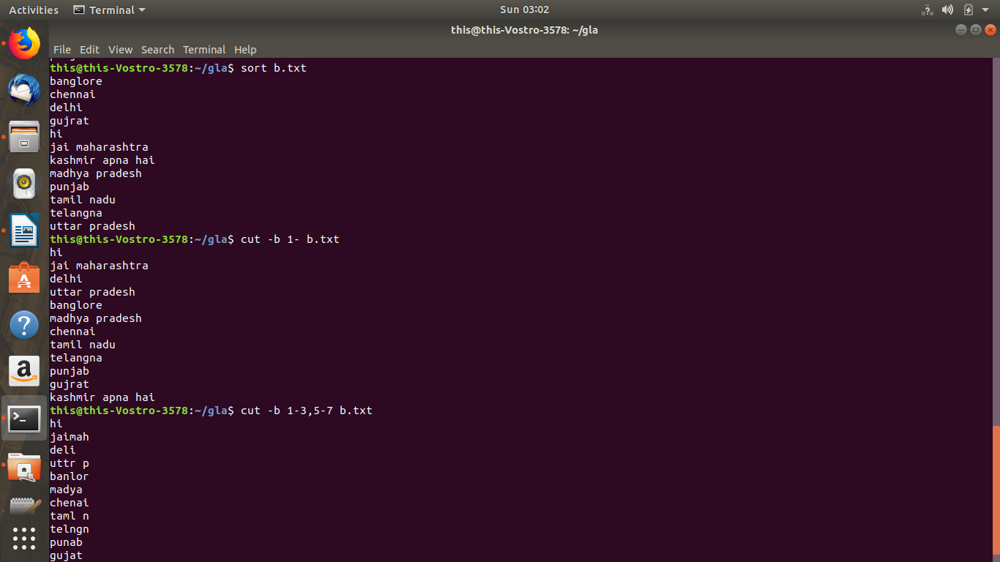 Activities Terminal Sun 03:02
this@this-Vostro-3578: ~/gla
File Edit View Search Terminal Help
this@this-Vostro-3578:~/gla$ sort b.txt
banglore
chennai
delhi
gujrat
hi
jai maharashtra
kashmir apna hai
madhya pradesh
punjab
tamil nadu
telangna
uttar pradesh
this@this-Vostro-3578:~/gla$ cut -b 1- b.txt
hi
jai maharashtra
delhi
uttar pradesh
banglore
madhya pradesh
chennai
tamil nadu
telangna
punjab
gujrat
kashmir apna hai
this@this-Vostro-3578:~/gla$ cut -b 1-3,5-7 b.txt
hi
jaimah
deli
uttr p
banlor
madya
chenai
taml n
telngn
punab
gujat